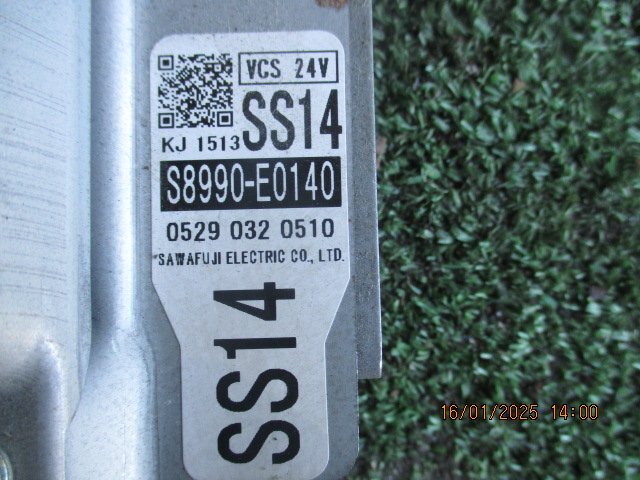 VCS 24V
KJ 1513 SS14
S8990-E0140
0529 032 0510
SAWAFUJI ELECTRIC CO., LTD.
SS14
16/01/2025 14:00